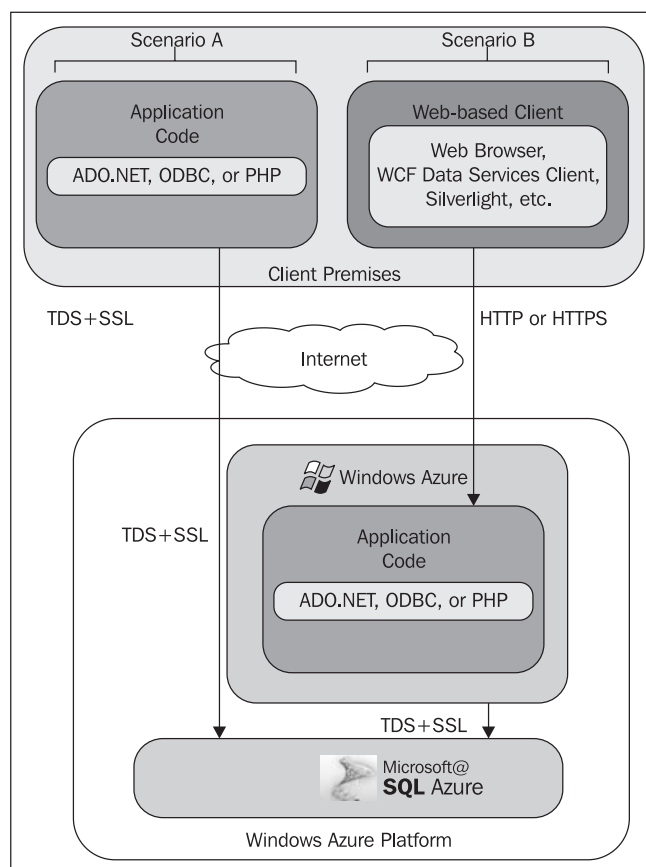 Scenario A
Scenario B
Application
Code
ADO.NET, ODBC, or PHP
Web-based Client
Web Browser,
WCF Data Services Client,
Silverlight, etc.
Client Premises
TDS+SSL
HTTP or HTTPS
Internet
Windows Azure
TDS+SSL
Application
Code
ADO.NET, ODBC, or PHP
TDS+SSL
Microsoft@
SQL Azure
Windows Azure Platform